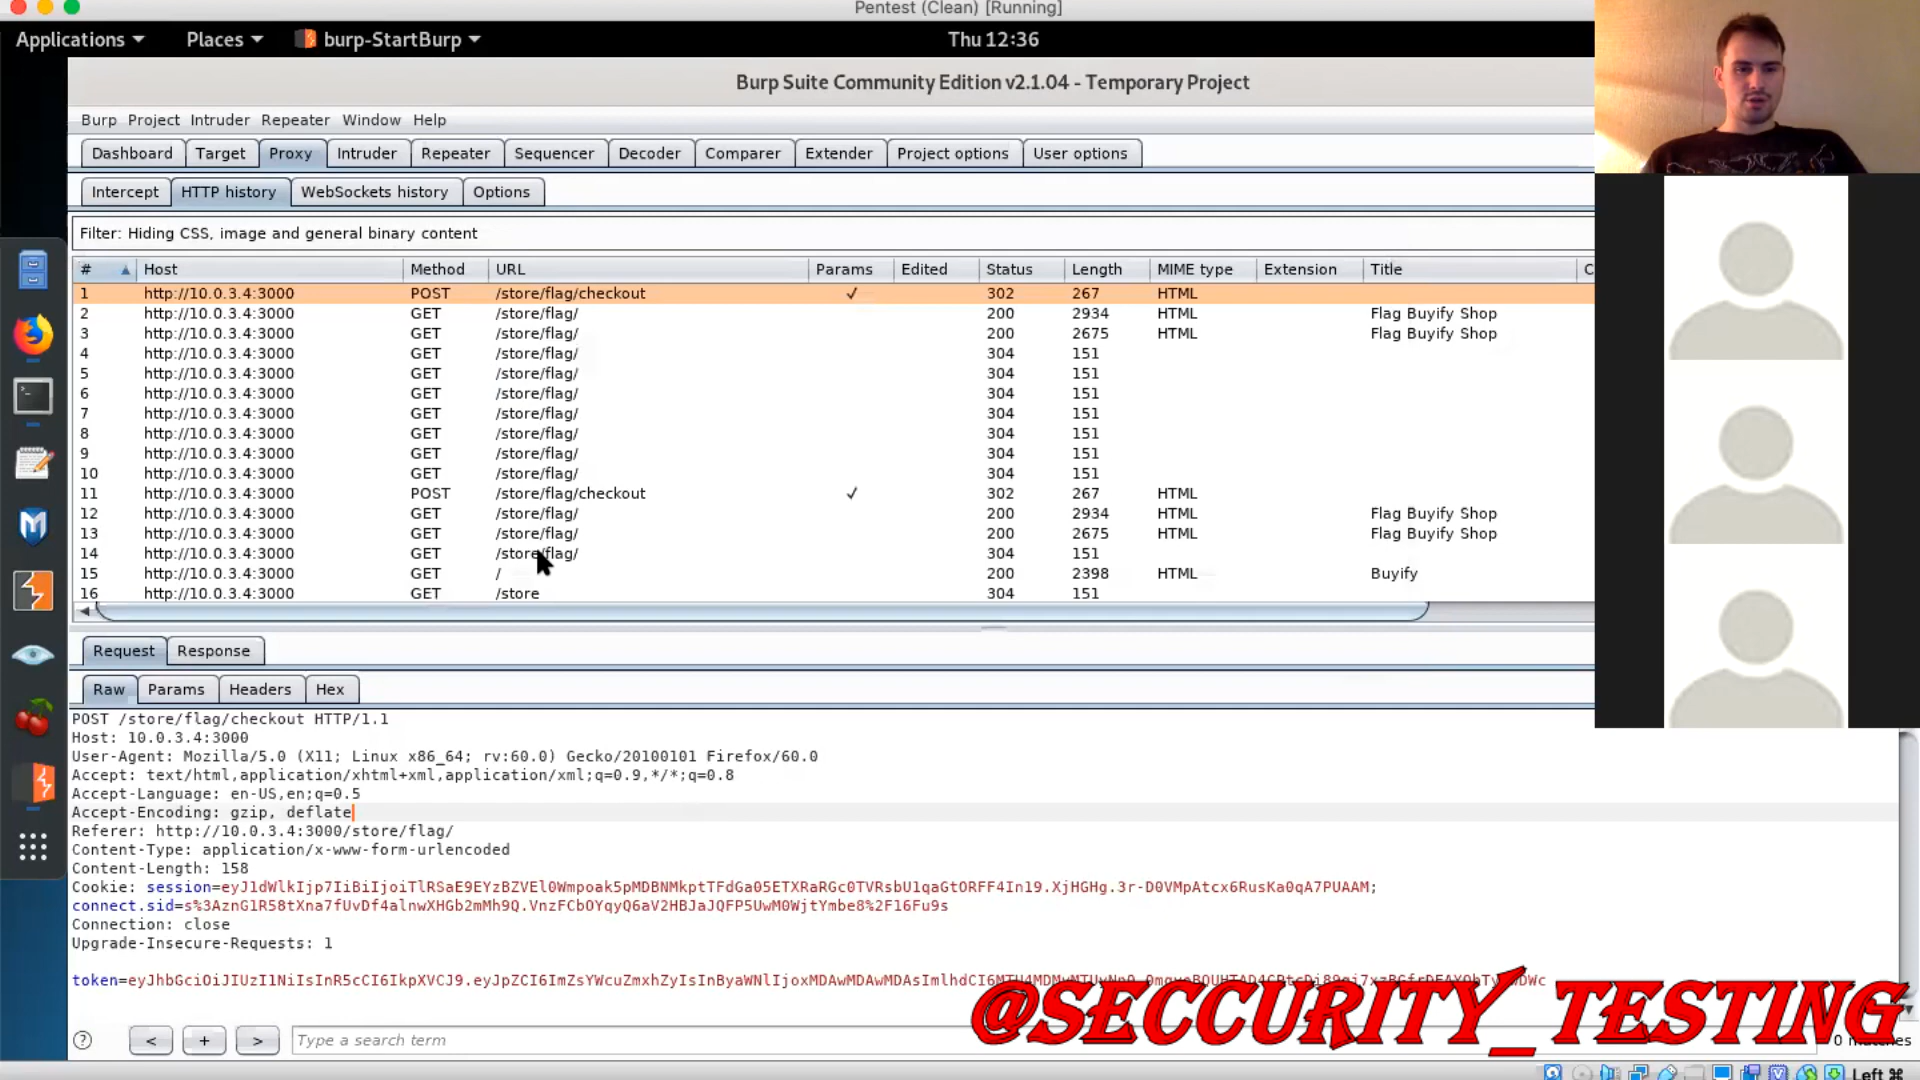 Pentest (Clean) [Running]
Applications Places burp-StartBurp Thu 12:36
Burp Suite Community Edition v2.1.04 - Temporary Project
Burp Project Intruder Repeater Window Help
Dashboard Target Proxy Intruder Repeater Sequencer Decoder Comparer Extender Project options User options
Intercept HTTP history WebSockets history Options
Filter: Hiding CSS, image and general binary content
# Host Method URL Params Edited Status Length MIME type Extension Title C
1 http://10.0.3.4:3000 POST /store/flag/checkout ✓ 302 267 HTML
2 http://10.0.3.4:3000 GET /store/flag/ 200 2934 HTML Flag Buyify Shop
3 http://10.0.3.4:3000 GET /store/flag/ 200 2675 HTML Flag Buyify Shop
4 http://10.0.3.4:3000 GET /store/flag/ 304 151
5 http://10.0.3.4:3000 GET /store/flag/ 304 151
6 http://10.0.3.4:3000 GET /store/flag/ 304 151
7 http://10.0.3.4:3000 GET /store/flag/ 304 151
8 http://10.0.3.4:3000 GET /store/flag/ 304 151
9 http://10.0.3.4:3000 GET /store/flag/ 304 151
10 http://10.0.3.4:3000 GET /store/flag/ 304 151
11 http://10.0.3.4:3000 POST /store/flag/checkout ✓ 302 267 HTML
12 http://10.0.3.4:3000 GET /store/flag/ 200 2934 HTML Flag Buyify Shop
13 http://10.0.3.4:3000 GET /store/flag/ 200 2675 HTML Flag Buyify Shop
14 http://10.0.3.4:3000 GET /store/flag/ 304 151
15 http://10.0.3.4:3000 GET / 200 2398 HTML Buyify
16 http://10.0.3.4:3000 GET /store 304 151
Request Response
Raw Params Headers Hex
POST /store/flag/checkout HTTP/1.1
Host: 10.0.3.4:3000
User-Agent: Mozilla/5.0 (X11; Linux x86_64; rv:60.0) Gecko/20100101 Firefox/60.0
Accept: text/html,application/xhtml+xml,application/xml;q=0.9,*/*;q=0.8
Accept-Language: en-US,en;q=0.5
Accept-Encoding: gzip, deflate
Referer: http://10.0.3.4:3000/store/flag/
Content-Type: application/x-www-form-urlencoded
Content-Length: 158
Cookie: session=
connect.sid=
Connection: close
Upgrade-Insecure-Requests: 1
token=
@SECCURITY_TESTING
< + > Type a search term 0 matches
Left ⌘